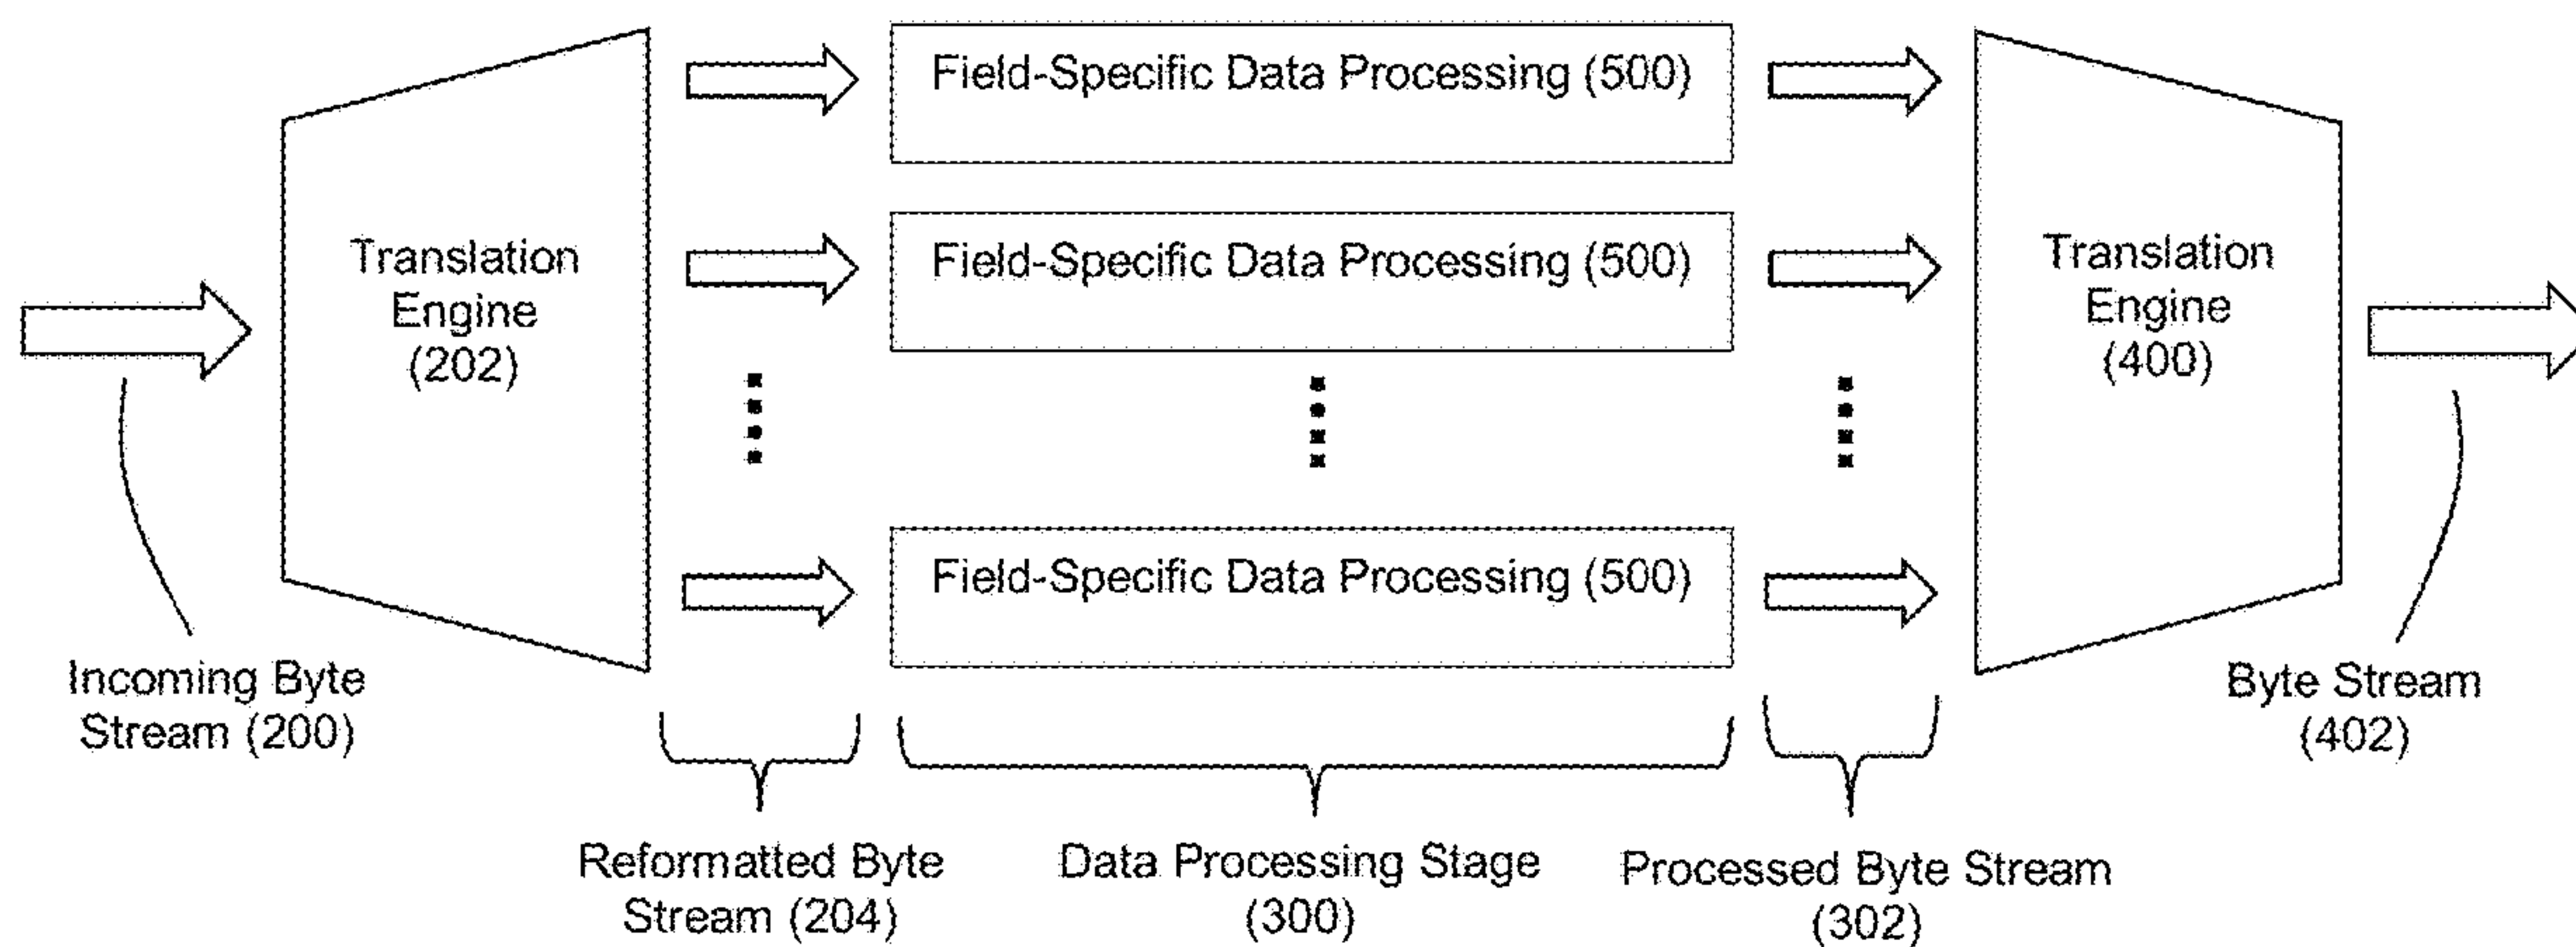 Field-Specific Data Processing (500)
Field-Specific Data Processing (500)
Translation
Engine
(202)
Translation
Engine
(400)
Field-Specific Data Processing (500)
Incoming Byte
Stream (200)
Byte Stream
(402)
Reformatted Byte
Stream (204)
Data Processing Stage
(300)
Processed Byte Stream
(302)